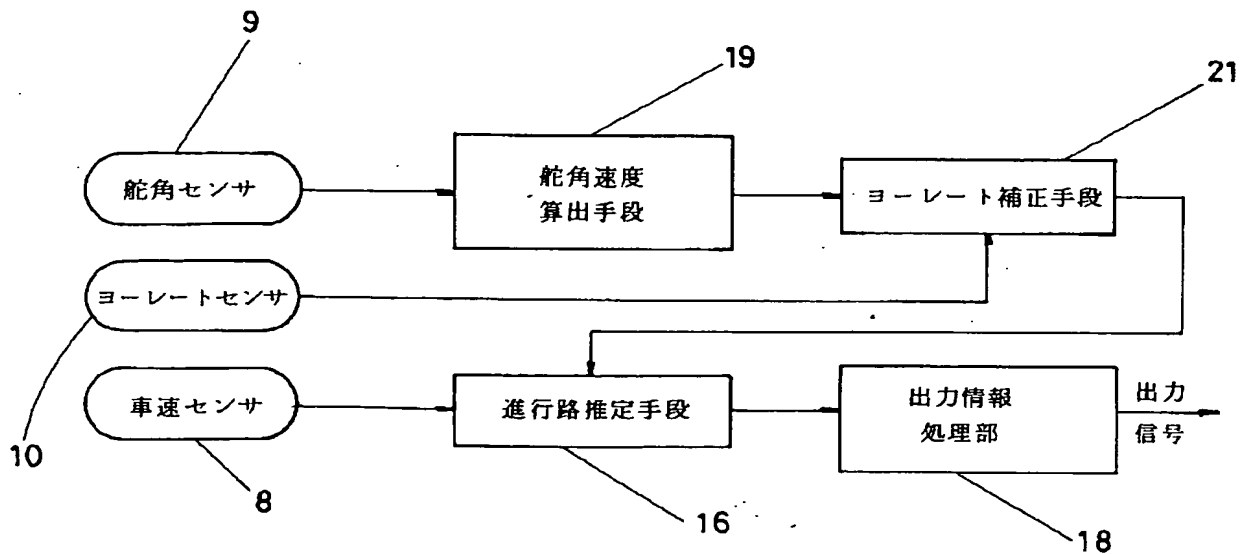 9
19
21
舵角センサ
舵角速度
算出手段
ヨーレート補正手段
ヨーレートセンサ
車速センサ
進行路推定手段
出力情報
処理部
出力
信号
10
8
16
18